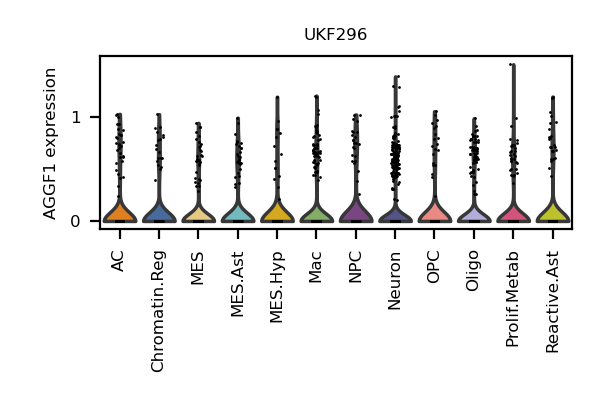 UKF296
AGGF1 expression
1
0
AC
Chromatin.Reg
MES
MES.Ast
MES.Hyp
Mac
NPC
Neuron
OPC
Oligo
Prolif.Metab
Reactive.Ast